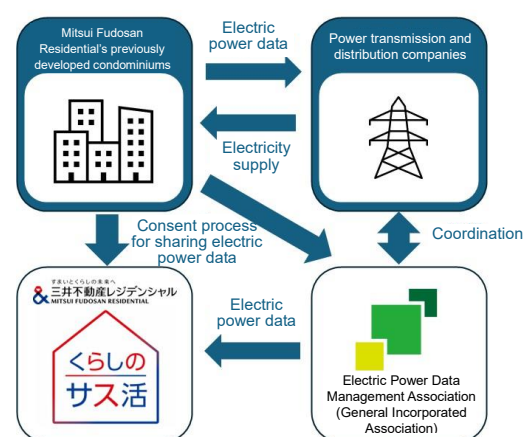 Mitsui Fudosan
Residential's previously
developed condominiums
Electric
power data
Power transmission and
distribution companies
Electricity
supply
Consent process
for sharing electric
power data
Coordination
すまいとくらしの未来へ
三井不動産レジデンシャル
MITSUI FUDOSAN RESIDENTIAL
くらしの
サス活
Electric
power data
Electric Power Data
Management Association
(General Incorporated
Association)